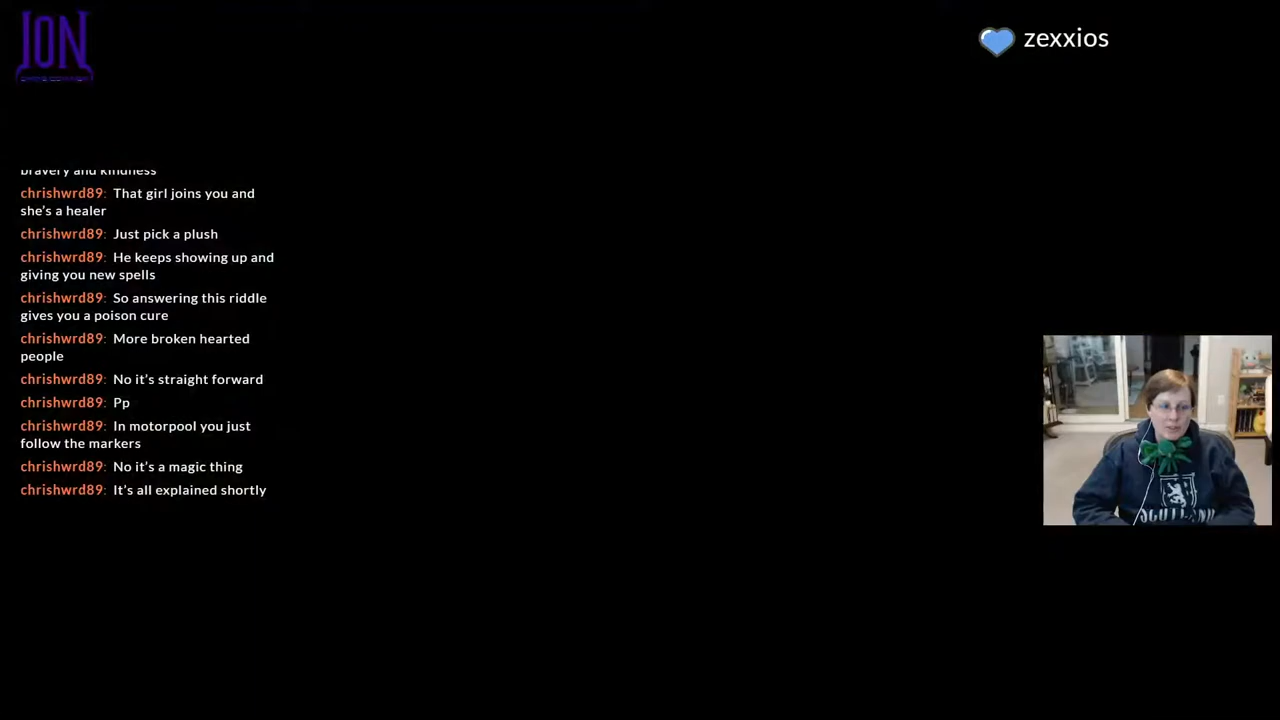 ION
zexxios
bravery and kindness
chrishwrd89: That girl joins you and
she's a healer
chrishwrd89: Just pick a plush
chrishwrd89: He keeps showing up and
giving you new spells
chrishwrd89: So answering this riddle
gives you a poison cure
chrishwrd89: More broken hearted
people
chrishwrd89: No it's straight forward
chrishwrd89: Pp
chrishwrd89: In motorpool you just
follow the markers
chrishwrd89: No it's a magic thing
chrishwrd89: It's all explained shortly
SCOTLAND